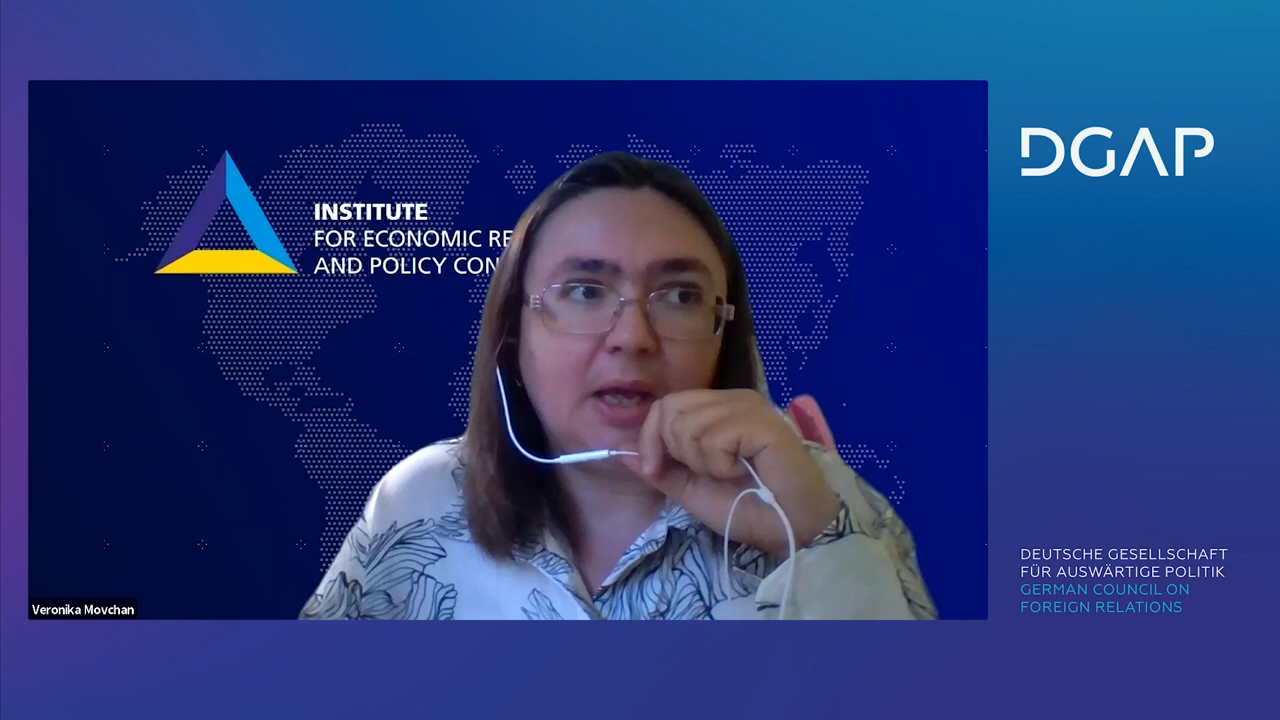 INSTITUTE
FOR ECONOMIC RE
AND POLICY CON
Veronika Movchan
DGAP
DEUTSCHE GESELLSCHAFT
FÜR AUSWÄRTIGE POLITIK
GERMAN COUNCIL ON
FOREIGN RELATIONS